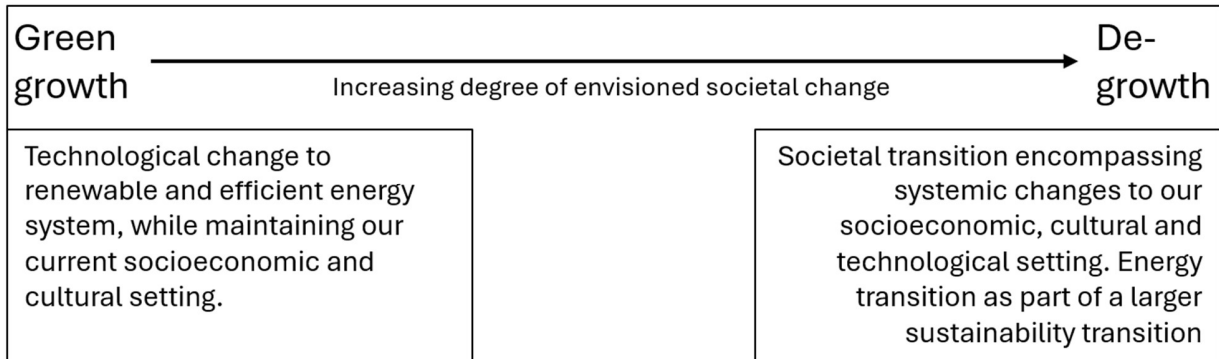 Green
growth
De-
growth
Increasing degree of envisioned societal change
Technological change to
renewable and efficient energy
system, while maintaining our
current socioeconomic and
cultural setting.
Societal transition encompassing
systemic changes to our
socioeconomic, cultural and
technological setting. Energy
transition as part of a larger
sustainability transition